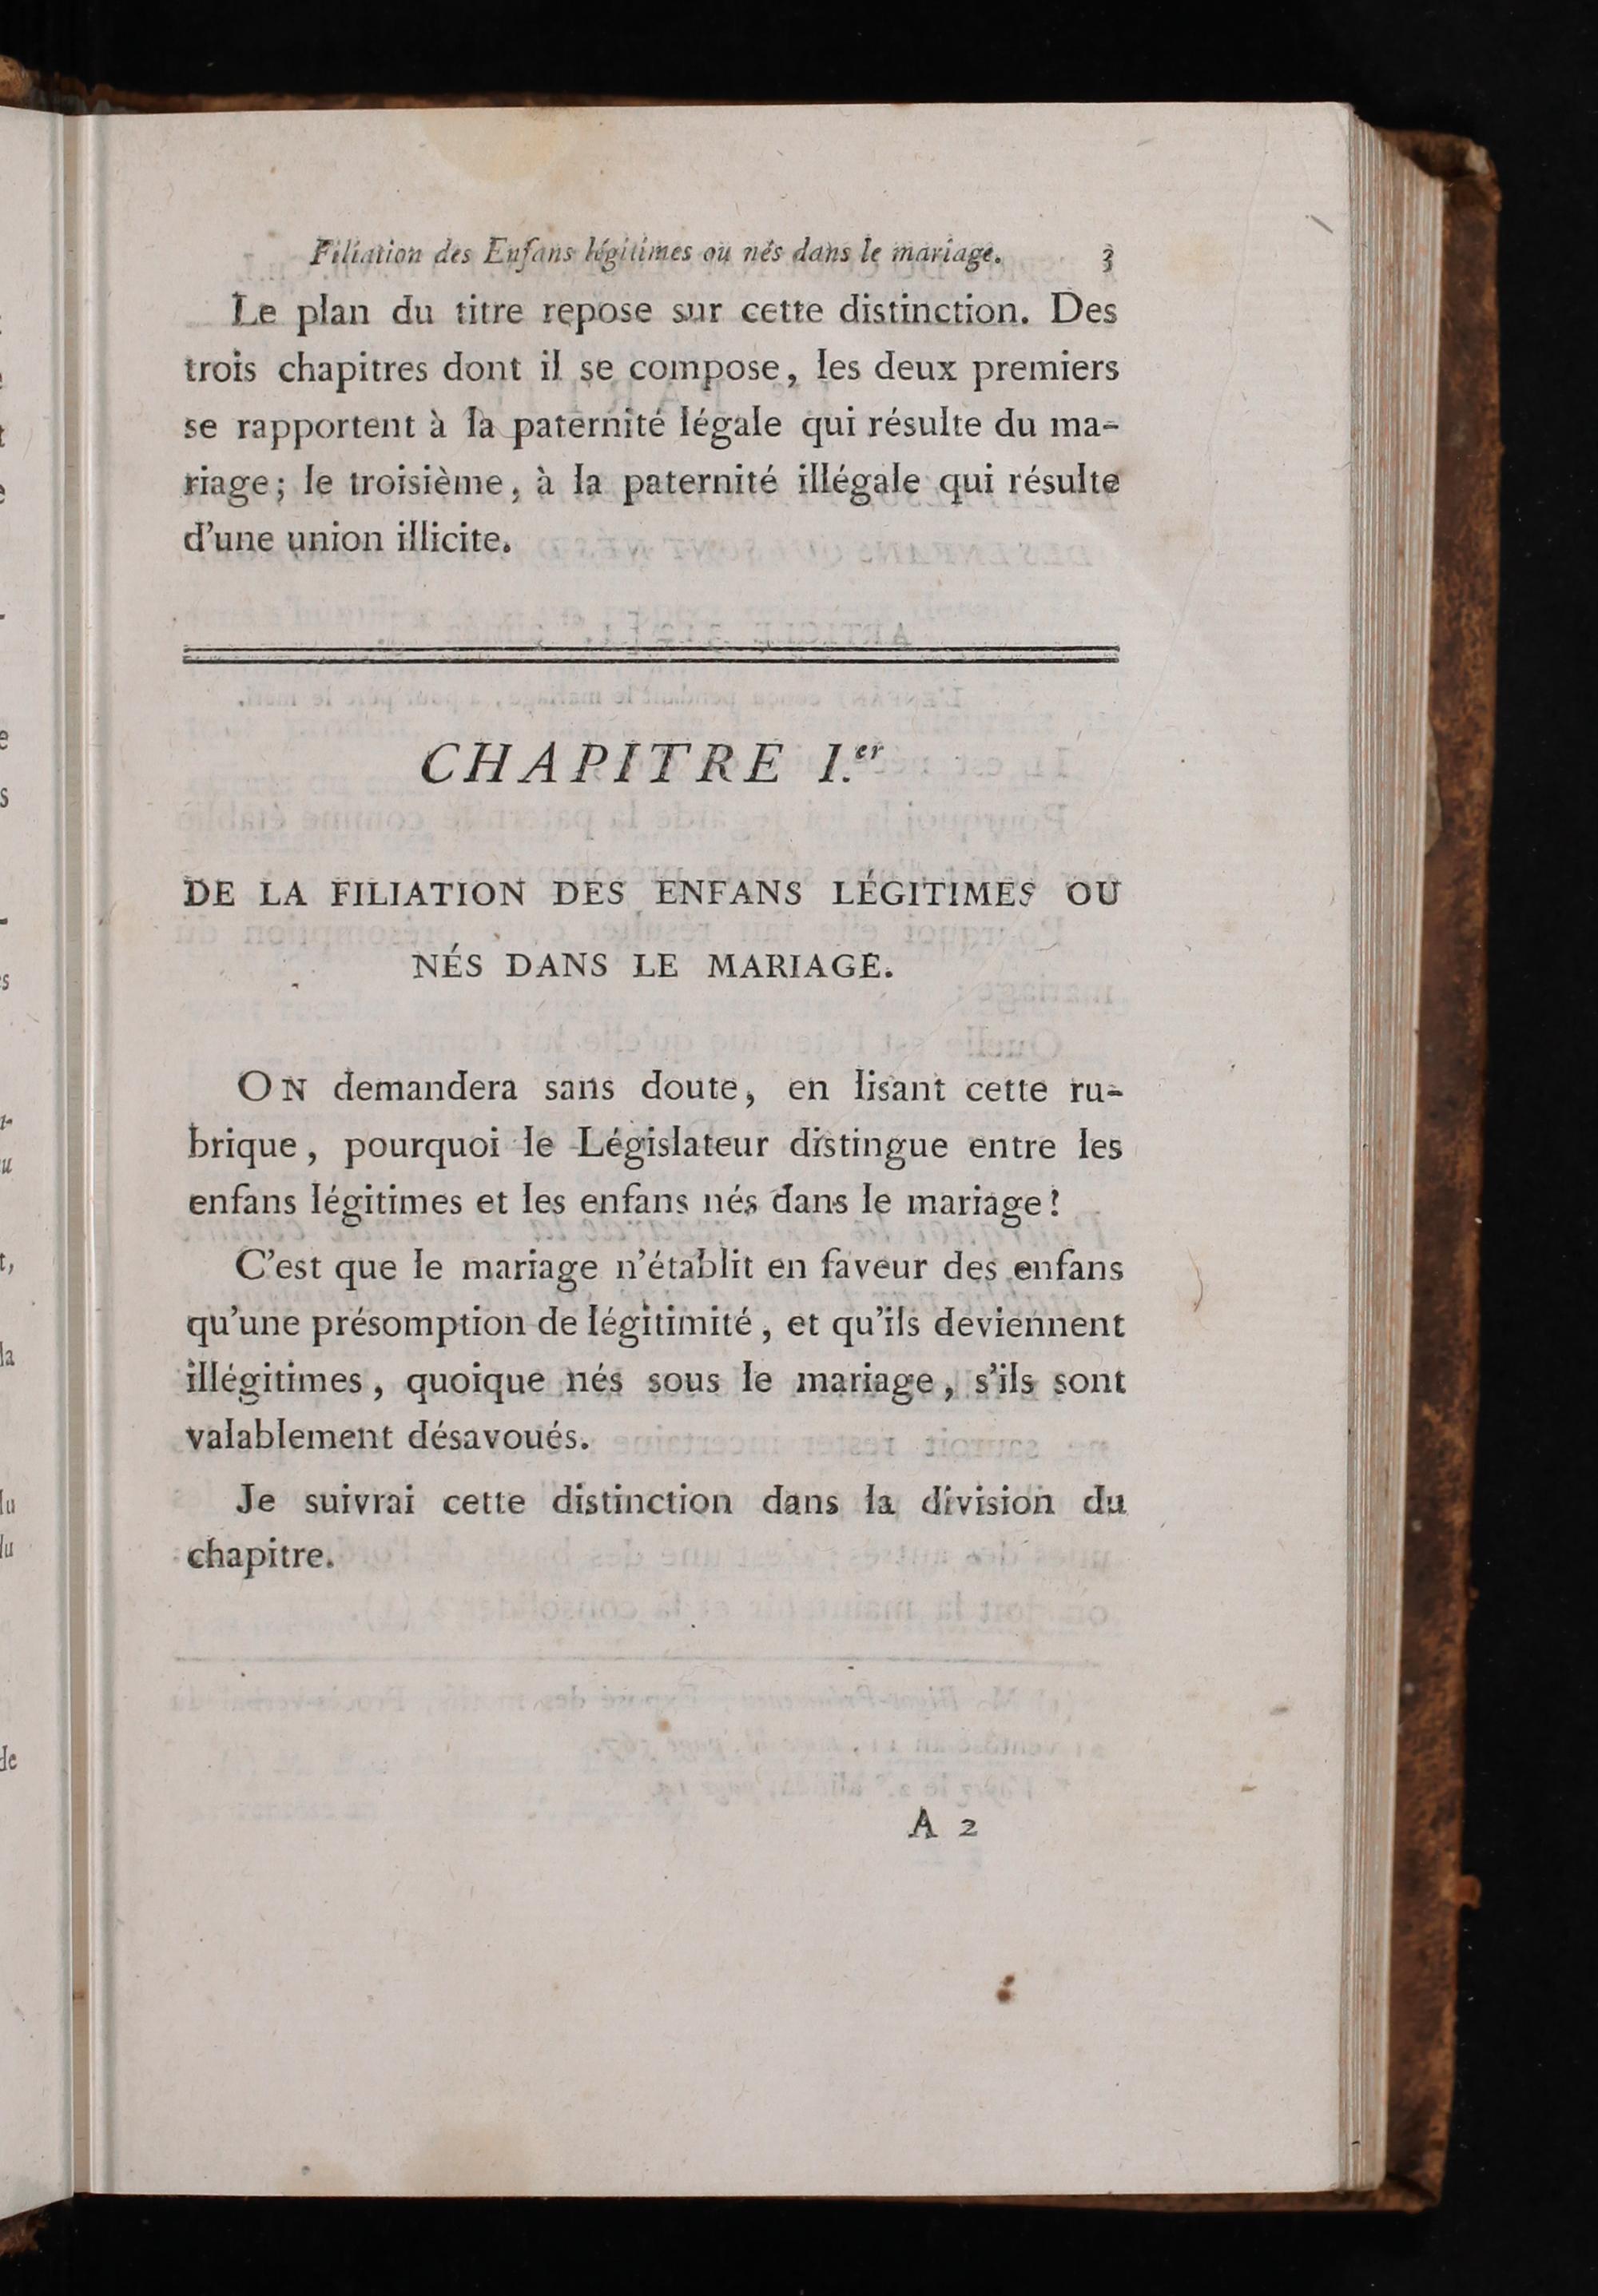 Filiation des Enfans légitimes ou nés dans le mariage. 3
Le plan du titre repose sur cette distinction. Des
trois chapitres dont il se compose, les deux premiers
se rapportent à la paternité légale qui résulte du ma-
riage; le troisième, à la paternité illégale qui résulte
d'une union illicite.
CHAPITRE I.er
DE LA FILIATION DES ENFANS LÉGITIMES OU
NÉS DANS LE MARIAGE.
ON demandera sans doute, en lisant cette ru-
brique, pourquoi le Législateur distingue entre les
enfans légitimes et les enfans nés dans le mariage!
C'est que le mariage n'établit en faveur des enfans
qu'une présomption de légitimité, et qu'ils deviennent
illégitimes, quoique nés sous le mariage, s'ils sont
valablement désavoués.
Je suivrai cette distinction dans la division du
chapitre.
A 2